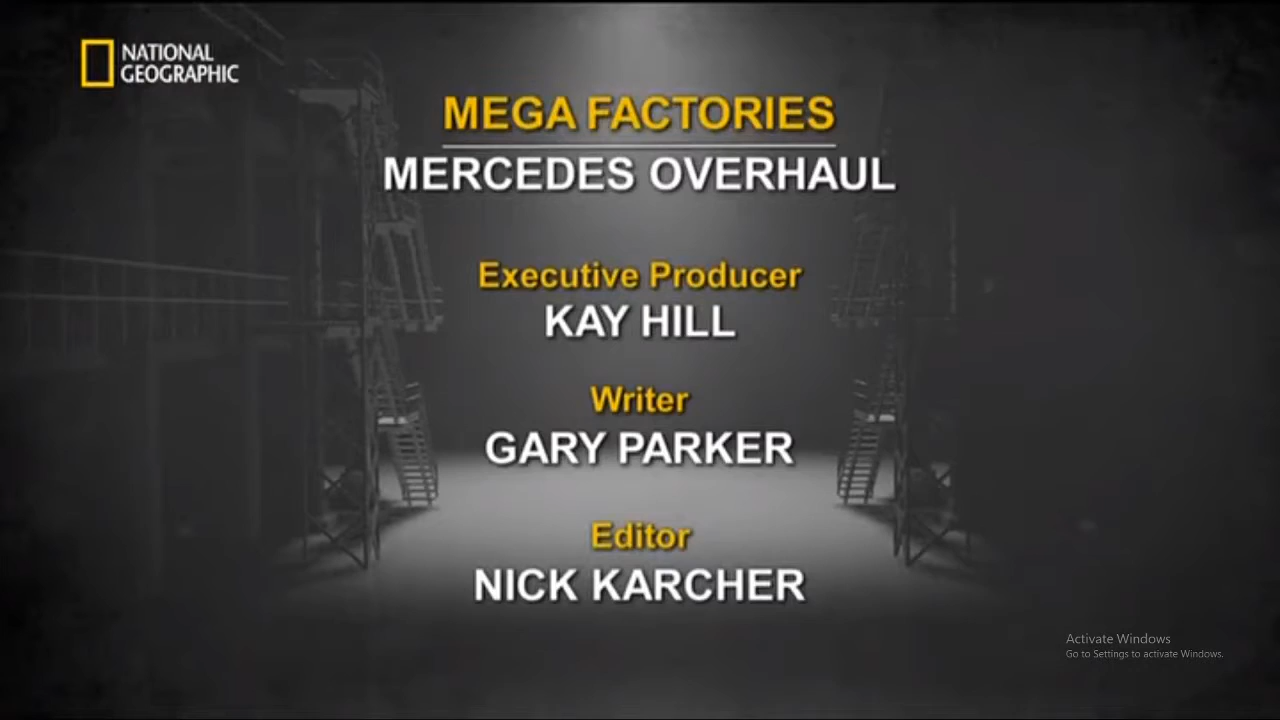 NATIONAL
GEOGRAPHIC
MEGA FACTORIES
MERCEDES OVERHAUL
Executive Producer
KAY HILL
Writer
GARY PARKER
Editor
NICK KARCHER
Activate Windows
Go to Settings to activate Windows.